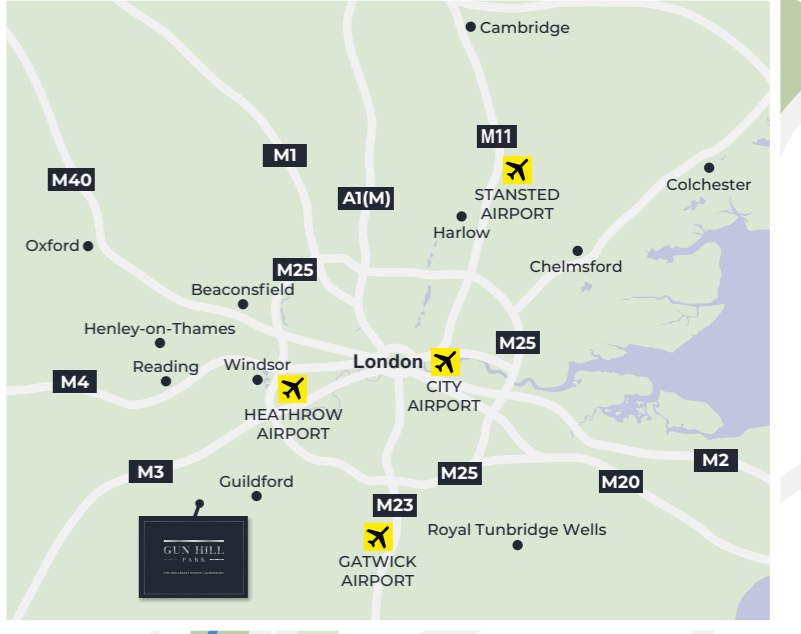 Cambridge
M11
M1
STANSTED
AIRPORT
Colchester
M40
A1(M)
Harlow
Oxford
Chelmsford
M25
Beaconsfield
Henley-on-Thames
M25
Reading
Windsor
London
M4
CITY
AIRPORT
HEATHROW
AIRPORT
M3
M25
M2
Guildford
M20
M23
GUN HILL
PARK
Royal Tunbridge Wells
GATWICK
AIRPORT